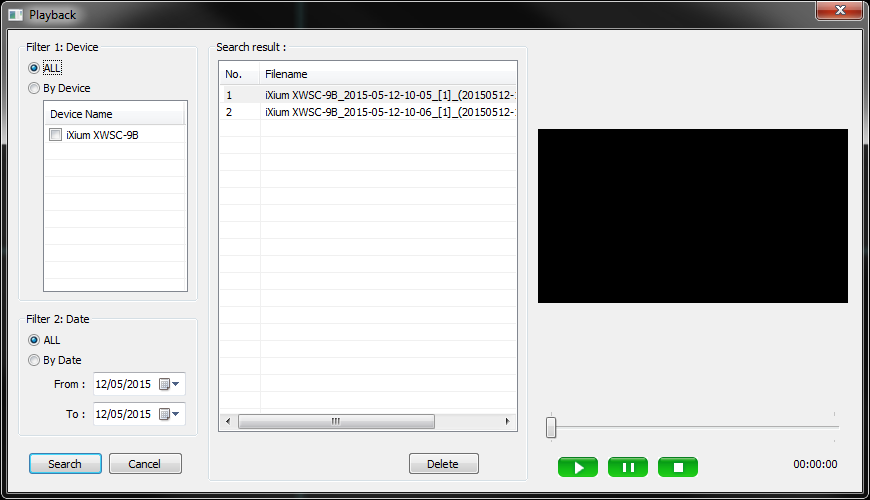 Playback
Filter 1: Device
ALL
By Device
Device Name
iXium XWSC-9B
Filter 2: Date
ALL
By Date
From : 12/05/2015
To : 12/05/2015
Search Cancel
Search result :
No. Filename
1 iXium XWSC-9B_2015-05-12-10-05_[1]_(20150512-1
2 iXium XWSC-9B_2015-05-12-10-06_[1]_(20150512-1
Delete
00:00:00